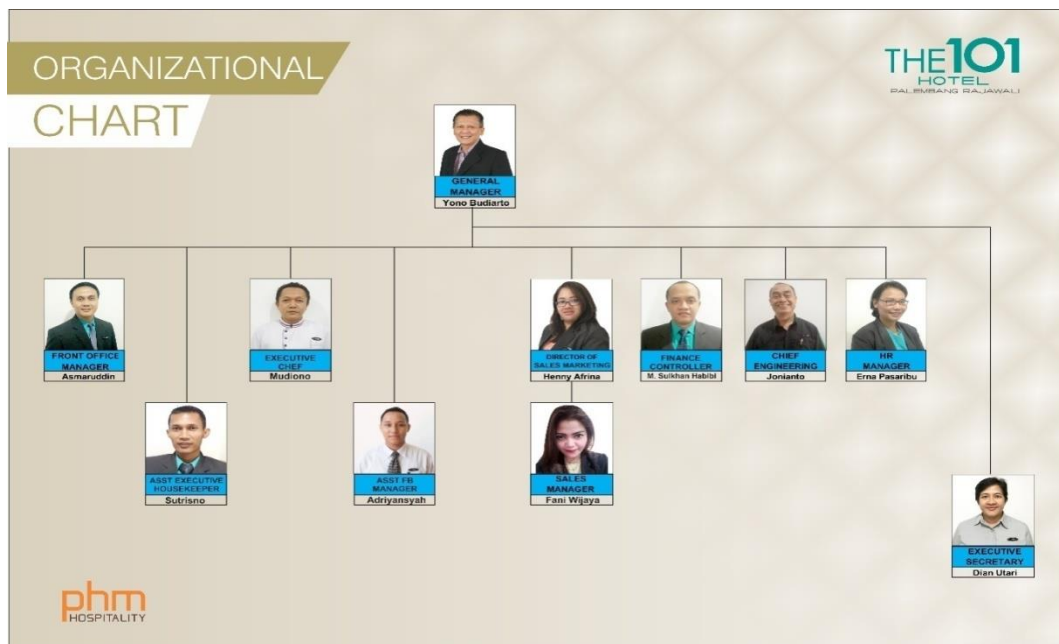 ORGANIZATIONAL
CHART
THE 101
HOTEL
PALEMBANG RAJAWALI
GENERAL
MANAGER
Yono Budiarto
FRONT OFFICE
MANAGER
Asmaruddin
EXECUTIVE
CHEF
Mudiono
DIRECTOR OF
SALES MARKETING
Henny Afrina
FINANCE
CONTROLLER
M. Sulkhan Habibi
CHIEF
ENGINEERING
Jonianto
HR
MANAGER
Erna Pasaribu
ASST EXECUTIVE
HOUSEKEEPER
Sutrisno
ASST FB
MANAGER
Adriyansyah
SALES
MANAGER
Fani Wijaya
EXECUTIVE
SECRETARY
Dian Utari
phm
HOSPITALITY